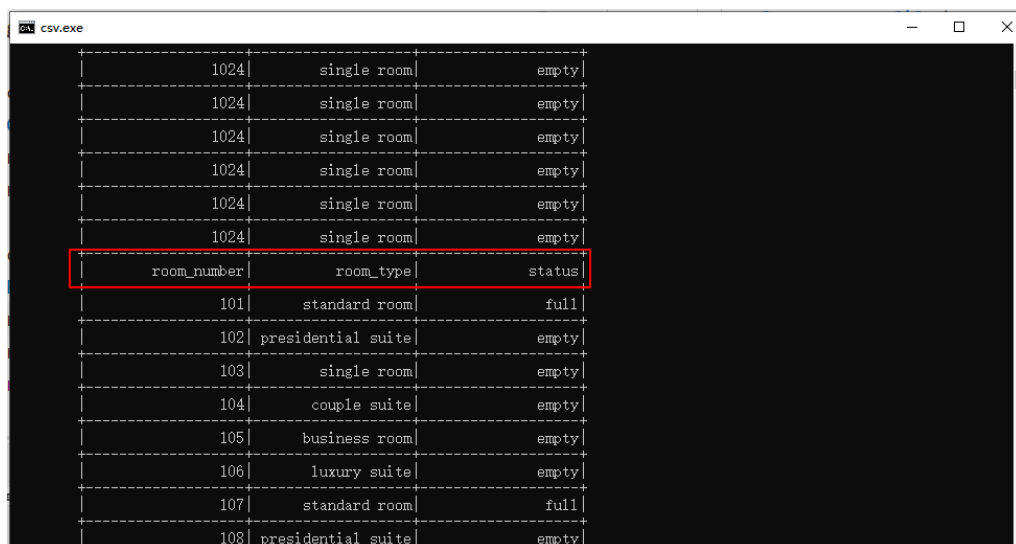 csv.exe
1024| single room| empty|
1024| single room| empty|
1024| single room| empty|
1024| single room| empty|
1024| single room| empty|
1024| single room| empty|
room_number| room_type| status|
101| standard room| full|
102| presidential suite| empty|
103| single room| empty|
104| couple suite| empty|
105| business room| empty|
106| luxury suite| empty|
107| standard room| full|
108| presidential suite| empty|